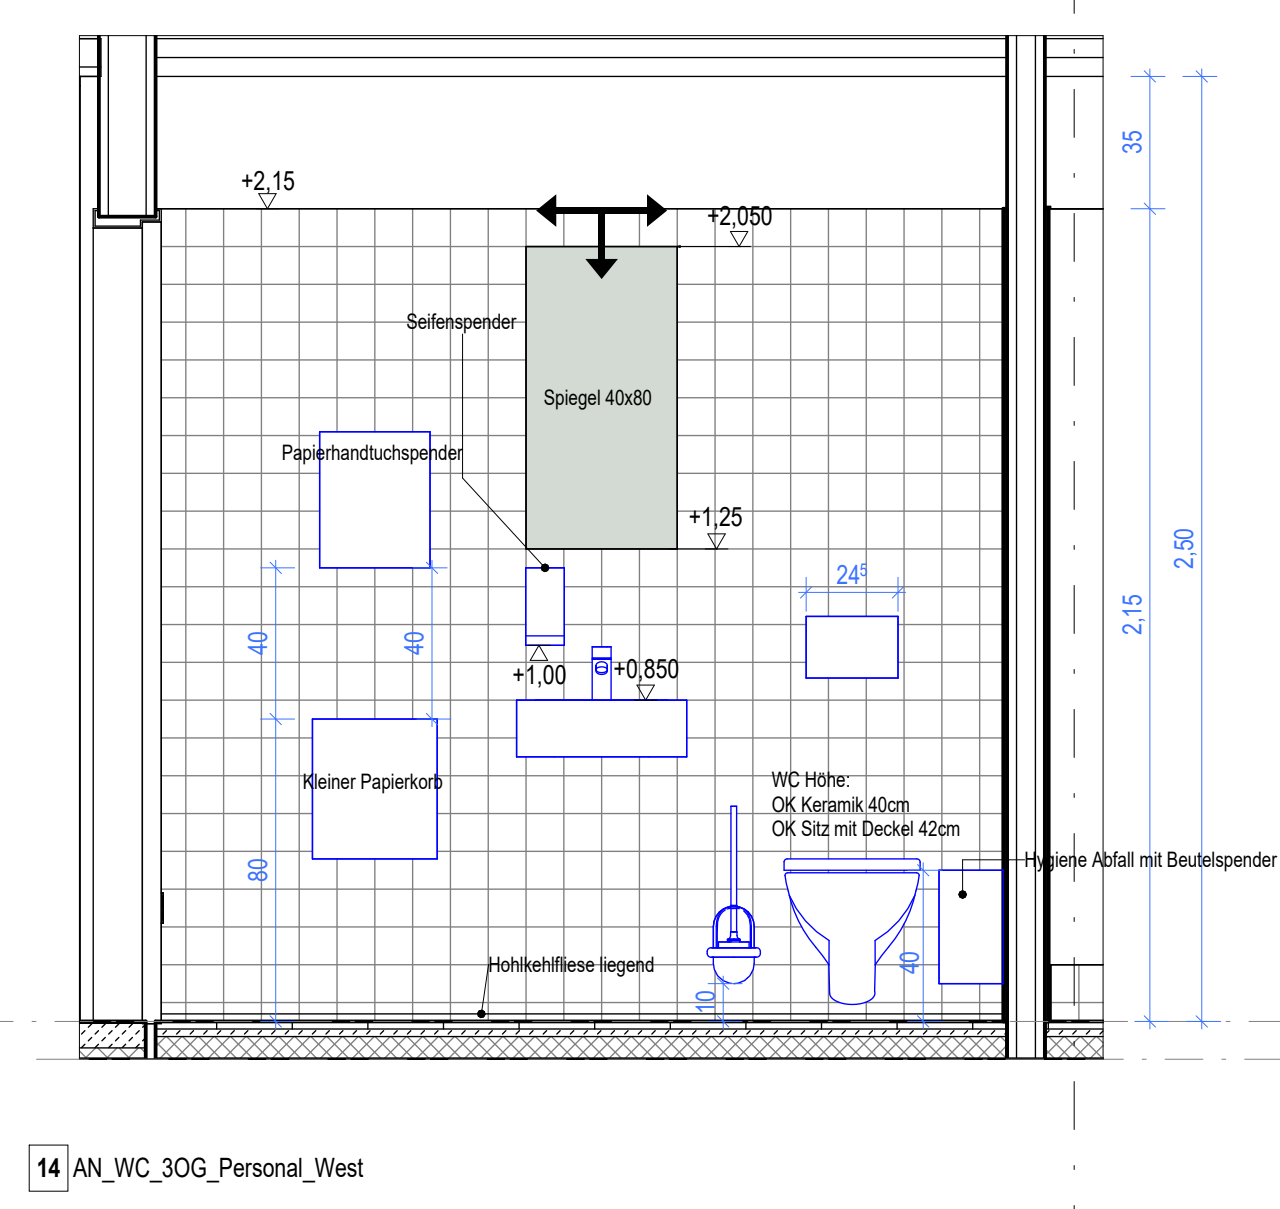 35
+2,15
+2,050
Seifenspender
Spiegel 40x80
Papierhandtuchspender
+1,25
2,50
24⁵
2,15
40
40
+1,00
+0,850
Kleiner Papierkorb
WC Höhe:
OK Keramik 40cm
OK Sitz mit Deckel 42cm
80
Hygiene Abfall mit Beutelspender
Hohlkehlfliese liegend
40
10
14 AN_WC_3OG_Personal_West